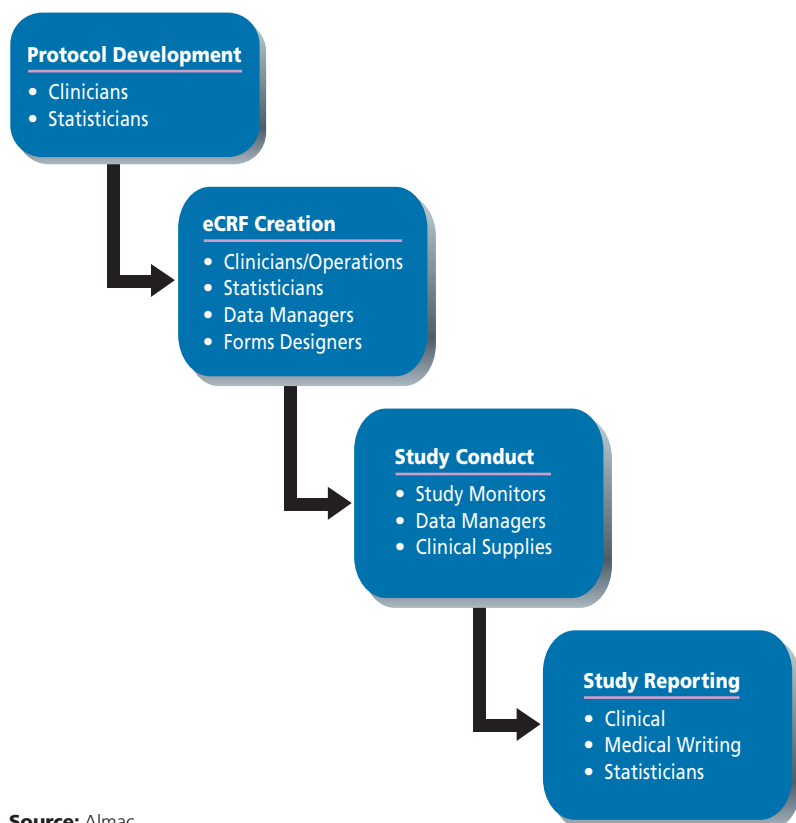 Protocol Development
• Clinicians
• Statisticians
eCRF Creation
• Clinicians/Operations
• Statisticians
• Data Managers
• Forms Designers
Study Conduct
• Study Monitors
• Data Managers
• Clinical Supplies
Study Reporting
• Clinical
• Medical Writing
• Statisticians
Source: Almac